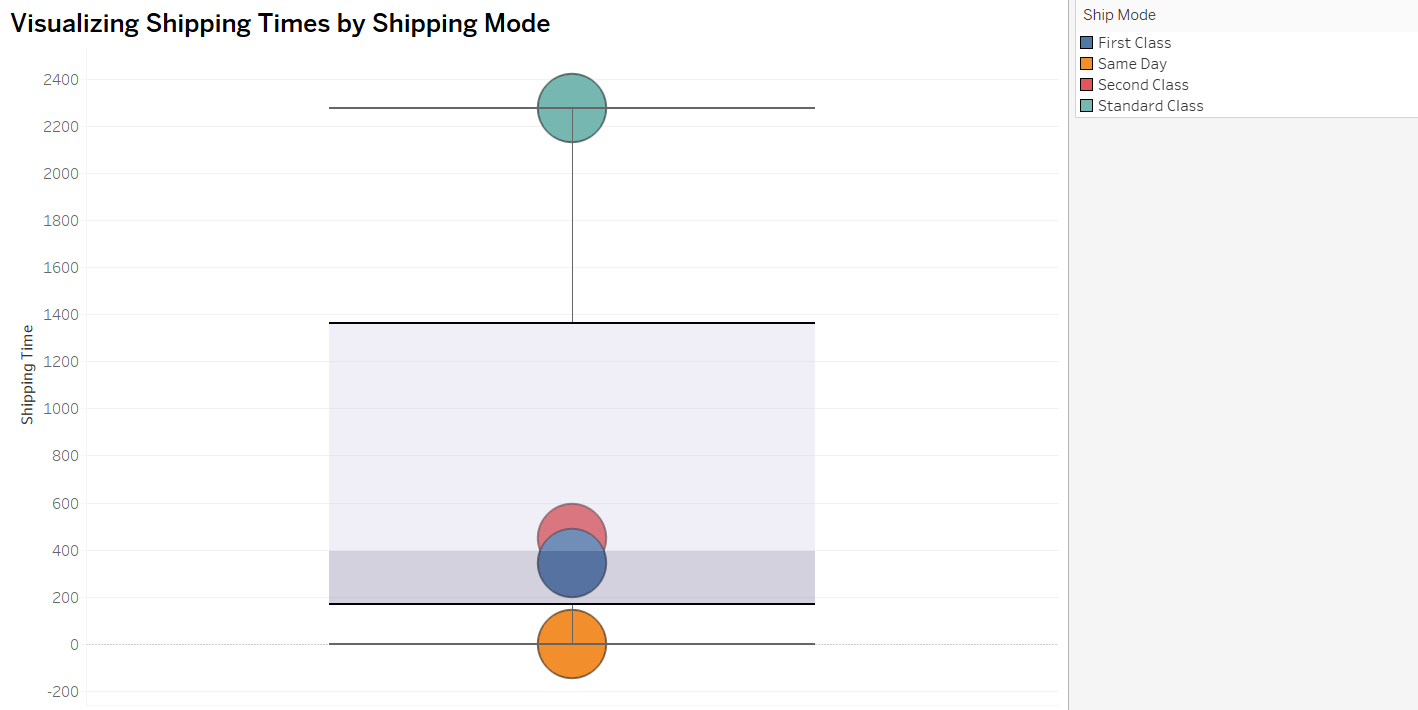 Visualizing Shipping Times by Shipping Mode
Ship Mode
First Class
Same Day
Second Class
Standard Class
Shipping Time
2400
2200
2000
1800
1600
1400
1200
1000
800
600
400
200
0
-200